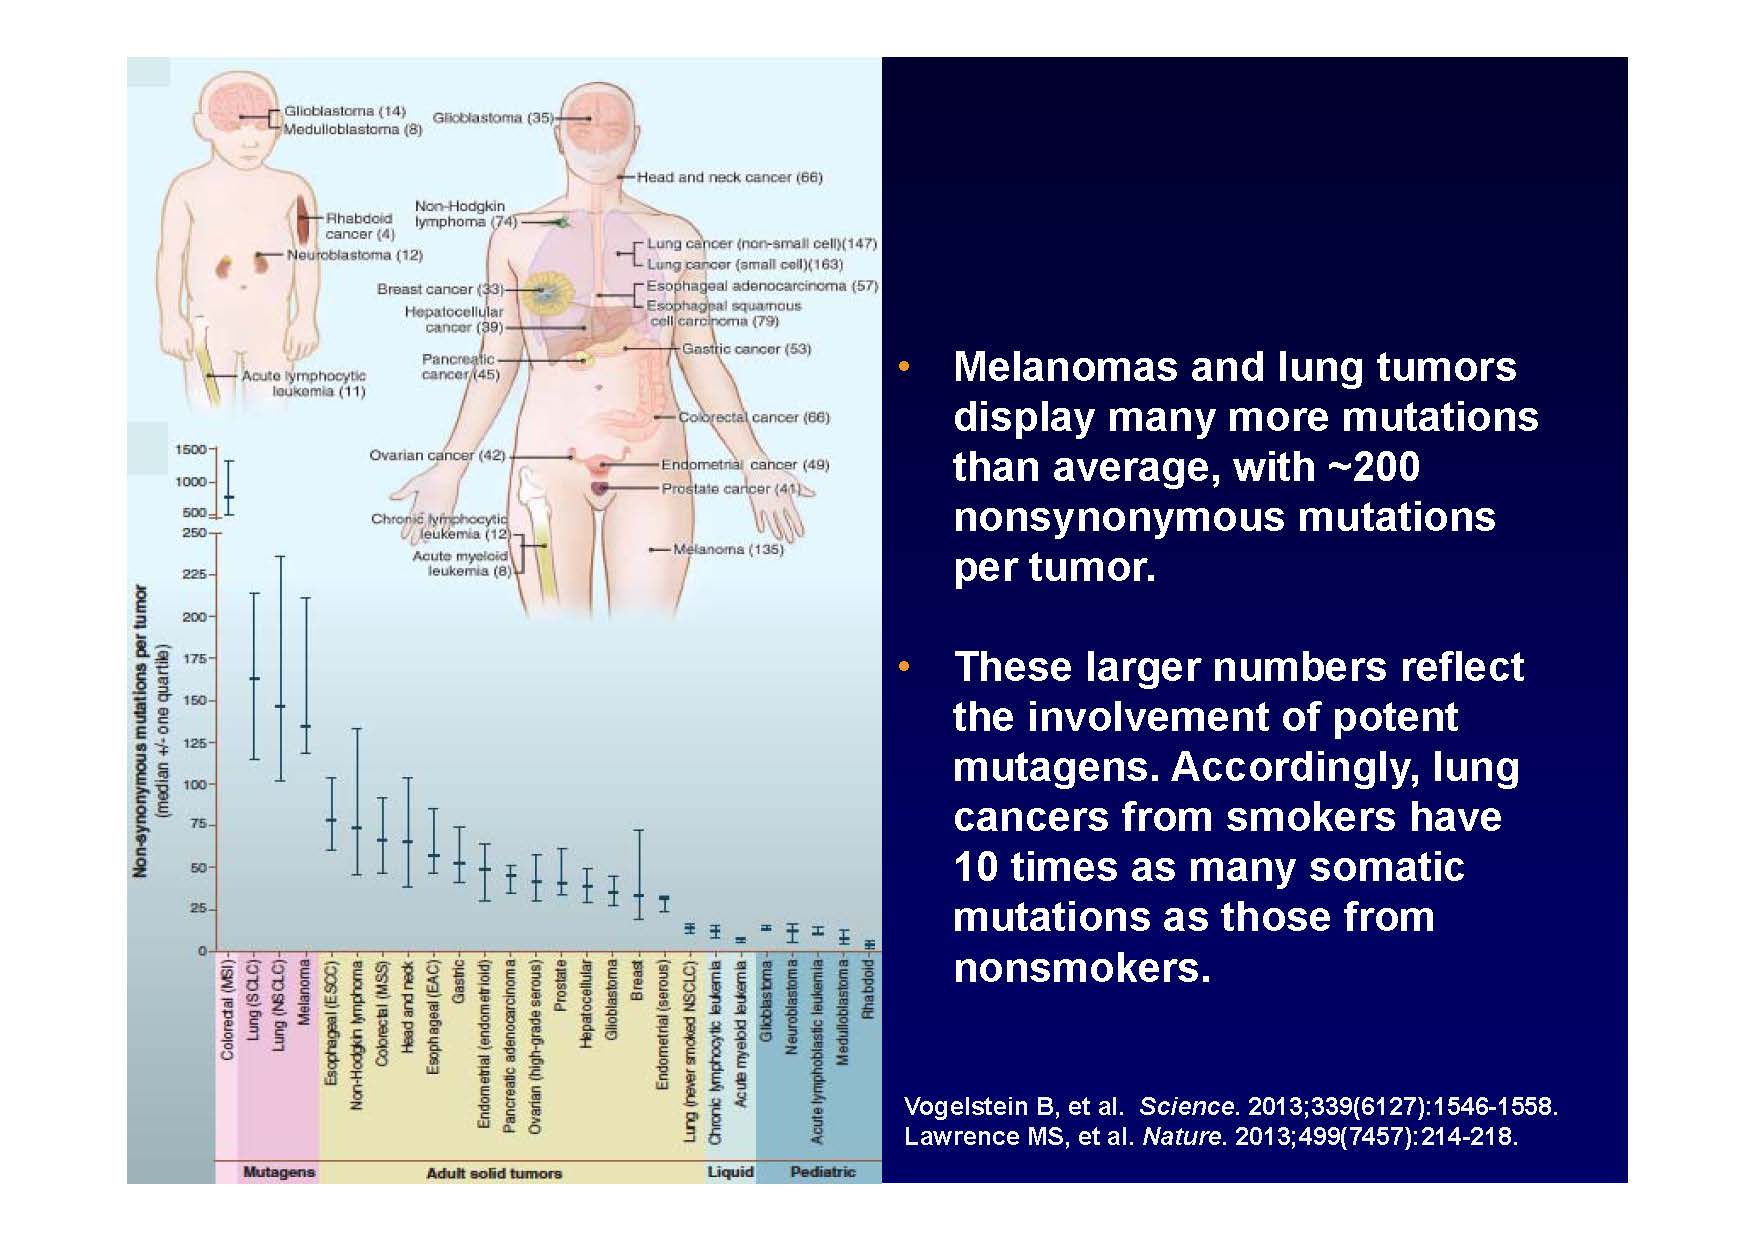 Glioblastoma (14)
Medulloblastoma (8)
Glioblastoma (35)
Head and neck cancer (66)
Non-Hodgkin
lymphoma (74)
Rhabdoid
cancer (4)
Neuroblastoma (12)
Lung cancer (non-small cell)(147)
Lung cancer (small cell)(163)
Breast cancer (33)
Esophageal adenocarcinoma (57)
Esophageal squamous
cell carcinoma (79)
Hepatocellular
cancer (39)
Gastric cancer (53)
Pancreatic
cancer (45)
Acute lymphocytic
leukemia (11)
Colorectal cancer (66)
Ovarian cancer (42)
Endometrial cancer (49)
Prostate cancer (41)
Chronic lymphocytic
leukemia (12)
Acute myeloid
leukemia (8)
Melanoma (135)
Non-synonymous mutations per tumor
(median +/- one quartile)
1500
1000
500
250
225
200
175
150
125
100
75
50
25
0
Colorectal (MSI)
Lung (SCLC)
Lung (NSCLC)
Melanoma
Esophageal (ESCC)
Non-Hodgkin lymphoma
Colorectal (MSS)
Head and neck
Esophageal (EAC)
Gastric
Endometrial (endometrioid)
Pancreatic adenocarcinoma
Ovarian (high-grade serous)
Prostate
Hepatocellular
Glioblastoma
Breast
Endometrial (serous)
Lung (never smoked NSCLC)
Chronic lymphocytic leukemia
Acute myeloid leukemia
Glioblastoma
Neuroblastoma
Acute lymphoblastic leukemia
Medulloblastoma
Rhabdoid
Mutagens
Adult solid tumors
Liquid
Pediatric
• Melanomas and lung tumors
display many more mutations
than average, with ~200
nonsynonymous mutations
per tumor.
• These larger numbers reflect
the involvement of potent
mutagens. Accordingly, lung
cancers from smokers have
10 times as many somatic
mutations as those from
nonsmokers.
Vogelstein B, et al. Science. 2013;339(6127):1546-1558.
Lawrence MS, et al. Nature. 2013;499(7457):214-218.